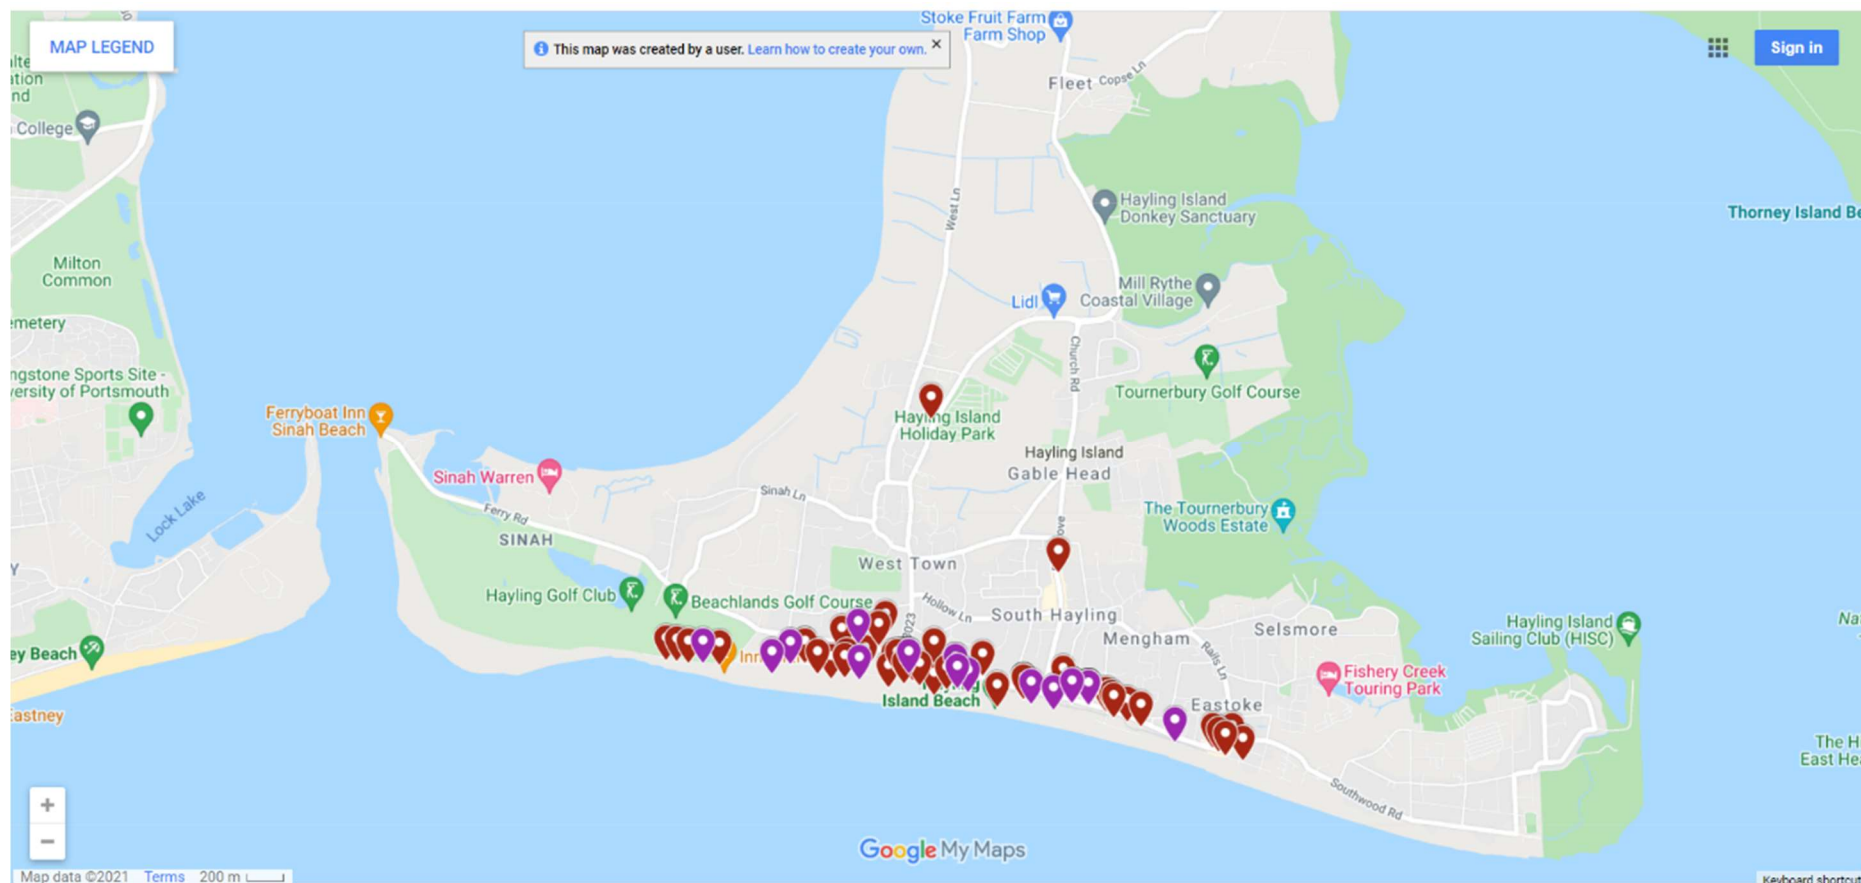 MAP LEGEND
This map was created by a user. Learn how to create your own.
Sign in
Stoke Fruit Farm
Farm Shop
Fleet
Copse Ln
College
West Ln
Hayling Island
Donkey Sanctuary
Thorney Island
Milton
Common
Mill Rythe
Coastal Village
Lidl
Church Rd
Sports Site -
of Portsmouth
Tournerbury Golf Course
Ferryboat Inn
Sinah Beach
Hayling Island
Holiday Park
Hayling Island
Gable Head
Sinah Warren
Sinah Ln
Lock Lake
Ferry Rd
SINAH
The Tournerbury
Woods Estate
West Town
Hayling Golf Club
Beachlands Golf Course
Hollow Ln
South Hayling
Mengham
Selsmore
Rails Ln
Hayling Island
Sailing Club (HISC)
Beach
Fishery Creek
Touring Park
Island Beach
Eastoke
The
East
Southwood Rd
Google My Maps
Map data ©2021 Terms 200 m
Keyboard